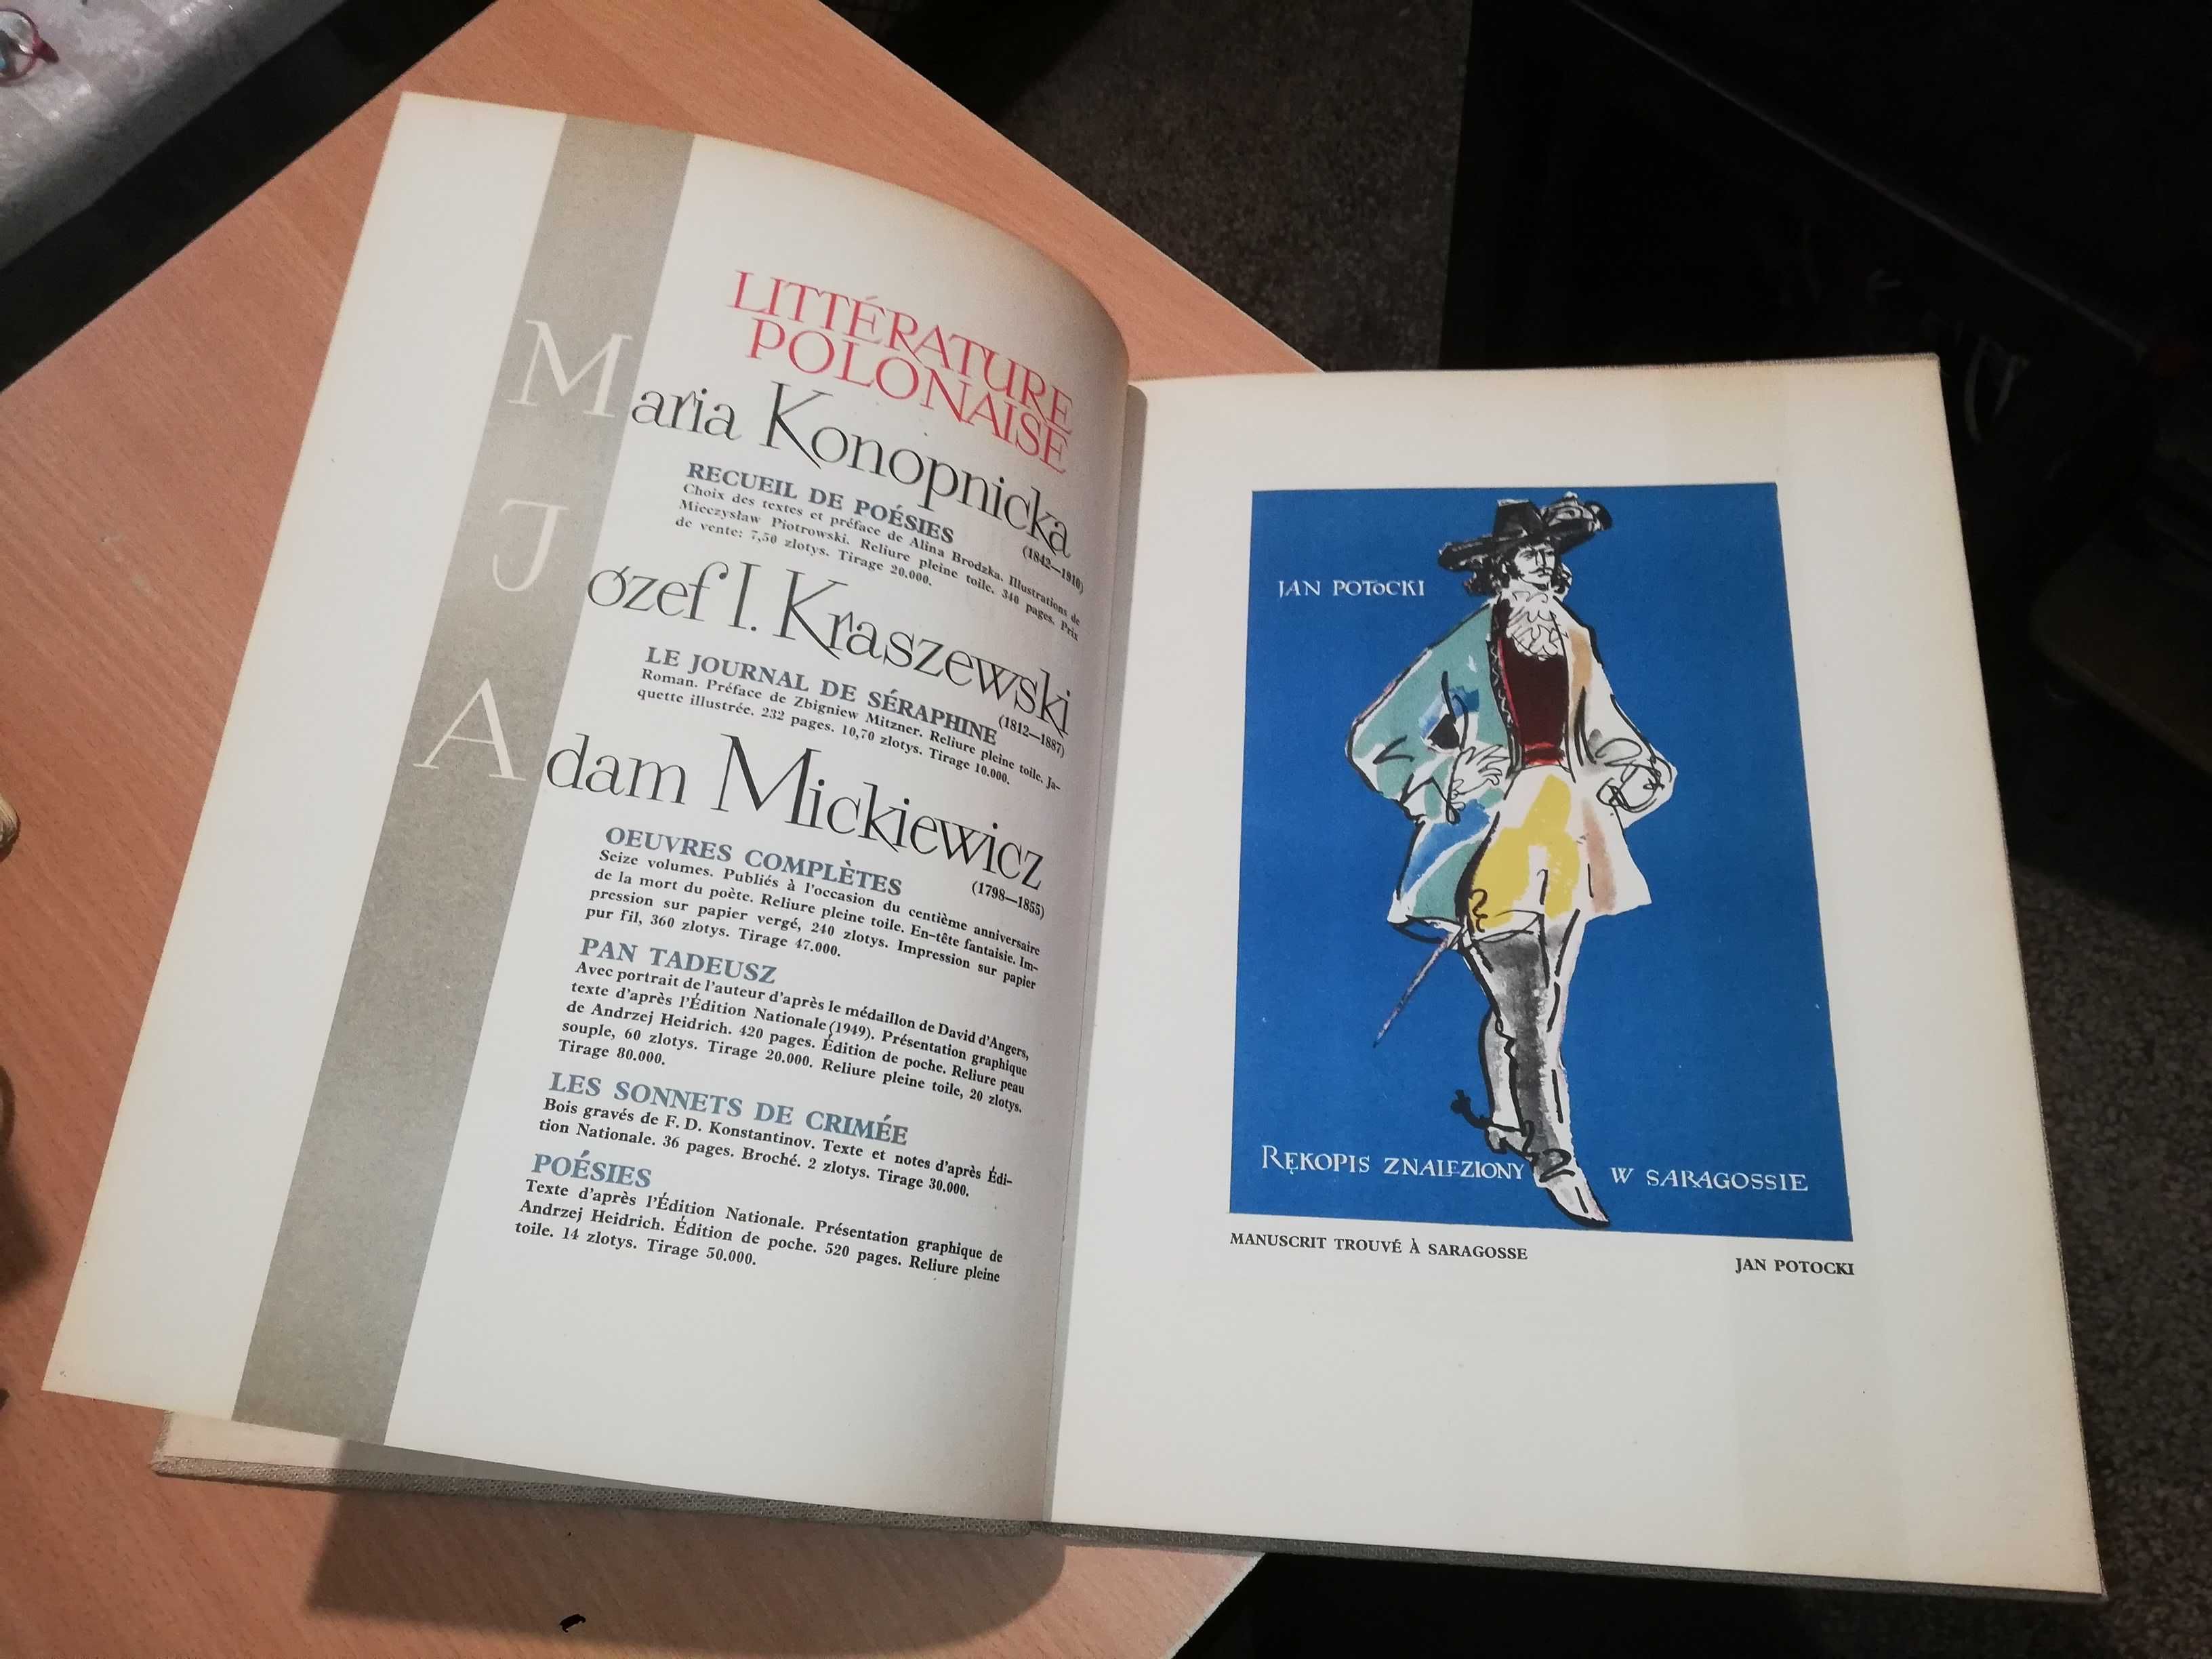 LITTÉRATURE
POLONAISE
Maria Konopnicka
(1842—1910)
RECUEIL DE POÉSIES
Choix des textes et préface de Alina Brodzka. Illustrations de
Mieczysław Piotrowski. Reliure pleine toile. 340 pages. Prix
de vente: 7,50 zlotys. Tirage 20.000.
Józef I. Kraszewski
(1812—1887)
LE JOURNAL DE SÉRAPHINE
Roman. Préface de Zbigniew Mitzner. Reliure pleine toile. Ja-
quette illustrée. 232 pages. 10,70 zlotys. Tirage 10.000.
Adam Mickiewicz
(1798—1855)
OEUVRES COMPLÈTES
Seize volumes. Publiés à l'occasion du centième anniversaire
de la mort du poète. Reliure pleine toile. En-tête fantaisie. Im-
pression sur papier vergé, 240 zlotys. Impression sur papier
pur fil, 360 zlotys. Tirage 47.000.
PAN TADEUSZ
Avec portrait de l'auteur d'après le médaillon de David d'Angers,
texte d'après l'Édition Nationale (1949). Présentation graphique
de Andrzej Heidrich. 420 pages. Édition de poche. Reliure peau
souple, 60 zlotys. Tirage 20.000. Reliure pleine toile, 20 zlotys.
Tirage 80.000.
LES SONNETS DE CRIMÉE
Bois gravés de F. D. Konstantinov. Texte et notes d'après Édi-
tion Nationale. 36 pages. Broché. 2 zlotys. Tirage 30.000.
POÉSIES
Texte d'après l'Édition Nationale. Présentation graphique de
Andrzej Heidrich. Édition de poche. 520 pages. Reliure pleine
toile. 14 zlotys. Tirage 50.000.
JAN POTOCKI
RĘKOPIS ZNALEZIONY W SARAGOSSIE
MANUSCRIT TROUVÉ À SARAGOSSE
JAN POTOCKI